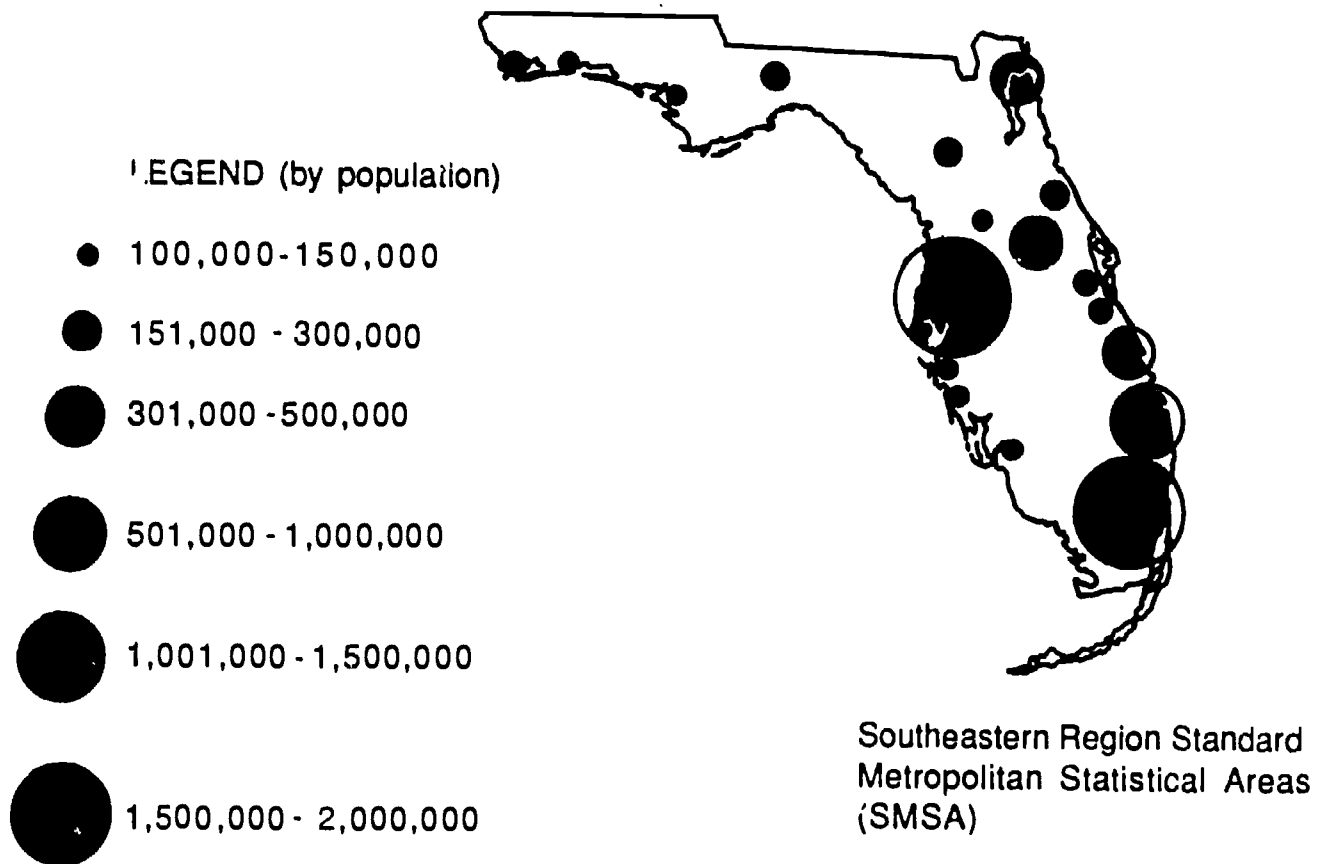 LEGEND (by population)
100,000-150,000
151,000 - 300,000
301,000 -500,000
501,000 - 1,000,000
1,001,000 - 1,500,000
1,500,000 - 2,000,000
Southeastern Region Standard
Metropolitan Statistical Areas
(SMSA)